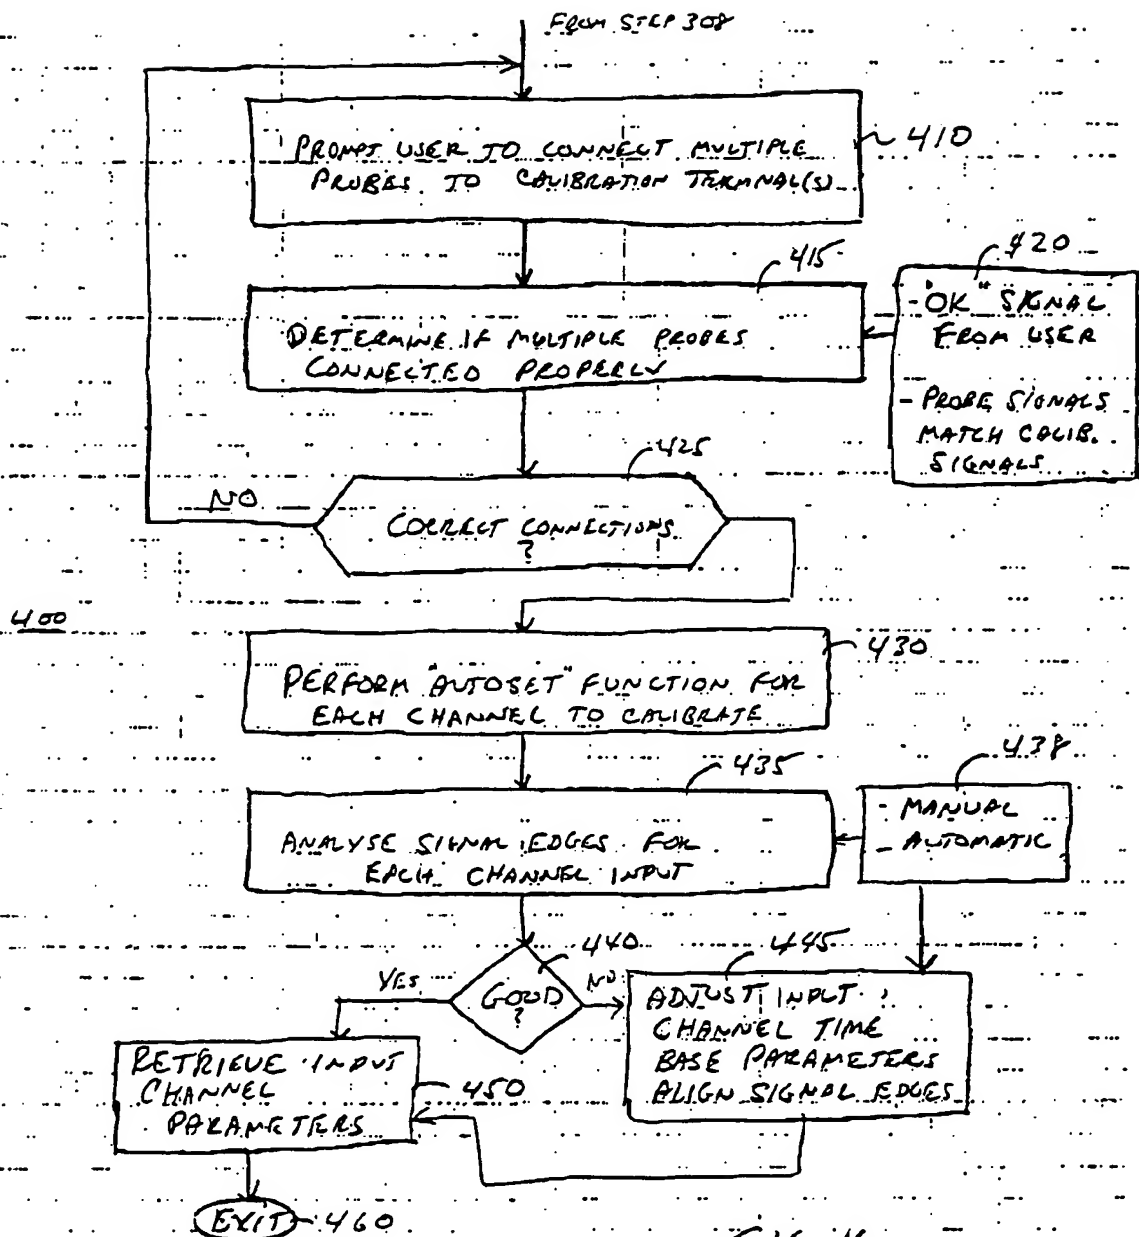 FROM STEP 308
PROMPT USER TO CONNECT MULTIPLE
PROBES TO CALIBRATION TERMNAL(S)
410
415
DETERMINE IF MULTIPLE PROBES
CONNECTED PROPERLY
420
- "OK" SIGNAL
FROM USER
- PROBE SIGNALS
MATCH CALIB.
SIGNALS
425
NO
CORRECT CONNECTIONS
?
400
430
PERFORM "AUTOSET" FUNCTION FOR
EACH CHANNEL TO CALIBRATE
435
ANALYSE SIGNAL EDGES FOR
EACH CHANNEL INPUT
438
- MANUAL
- AUTOMATIC
440
YES
GOOD
?
NO
445
ADJUST INPUT
CHANNEL TIME
BASE PARAMETERS
ALIGN SIGNAL EDGES
RETRIEVE INPUT
CHANNEL
PARAMETERS
450
EXIT
460